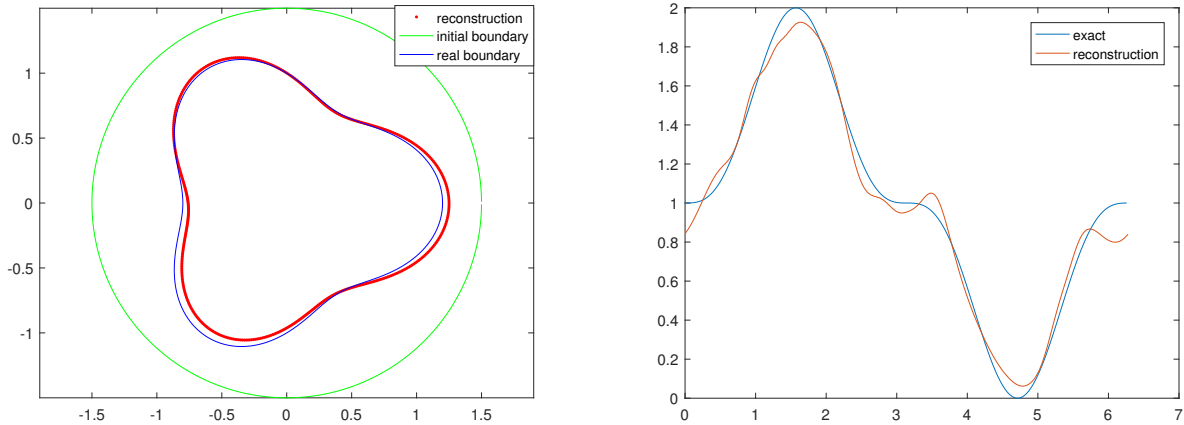 reconstruction
initial boundary
real boundary
1
0.5
0
-0.5
-1
-1.5 -1 -0.5 0 0.5 1 1.5
2
1.8
1.6
1.4
1.2
1
0.8
0.6
0.4
0.2
0
exact
reconstruction
0 1 2 3 4 5 6 7